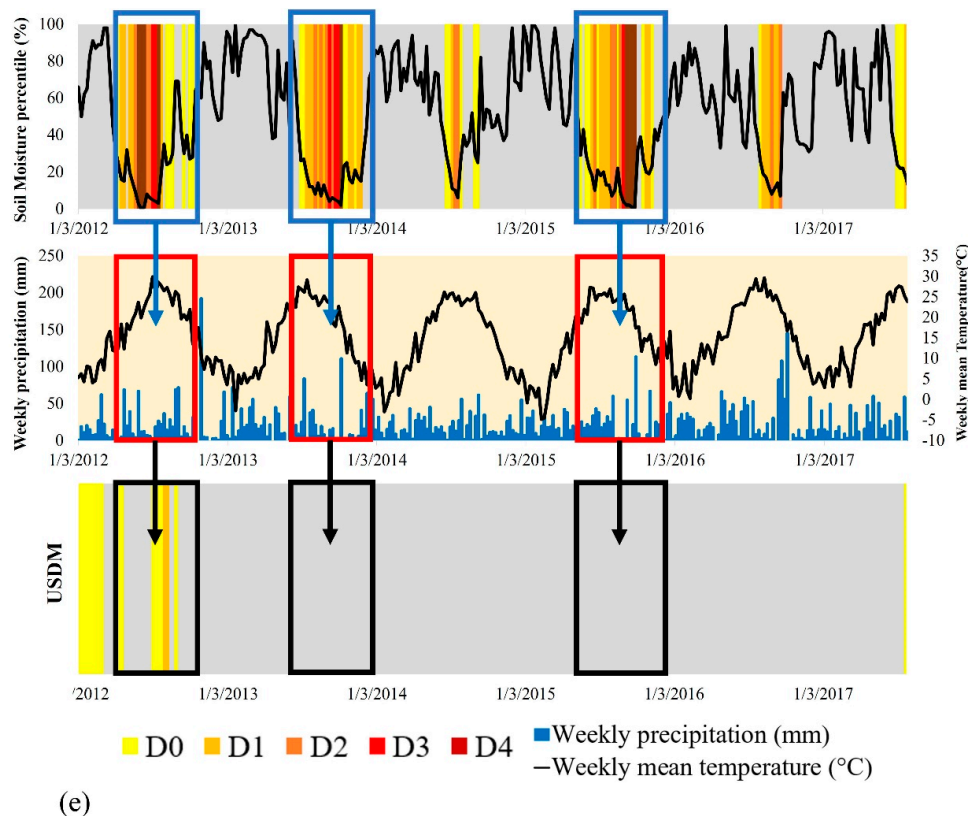 Soil Moisture percentile (%)
100
80
60
40
20
0
1/3/2012 1/3/2013 1/3/2014 1/3/2015 1/3/2016 1/3/2017
Weekly precipitation (mm)
250
200
150
100
50
0
35
30
25
20
15
10
5
0
-5
-10
Weekly mean Temperature(°C)
1/3/2012 1/3/2013 1/3/2014 1/3/2015 1/3/2016 1/3/2017
USDM
/2012 1/3/2013 1/3/2014 1/3/2015 1/3/2016 1/3/2017
D0 D1 D2 D3 D4 Weekly precipitation (mm)
Weekly mean temperature (°C)
(e)